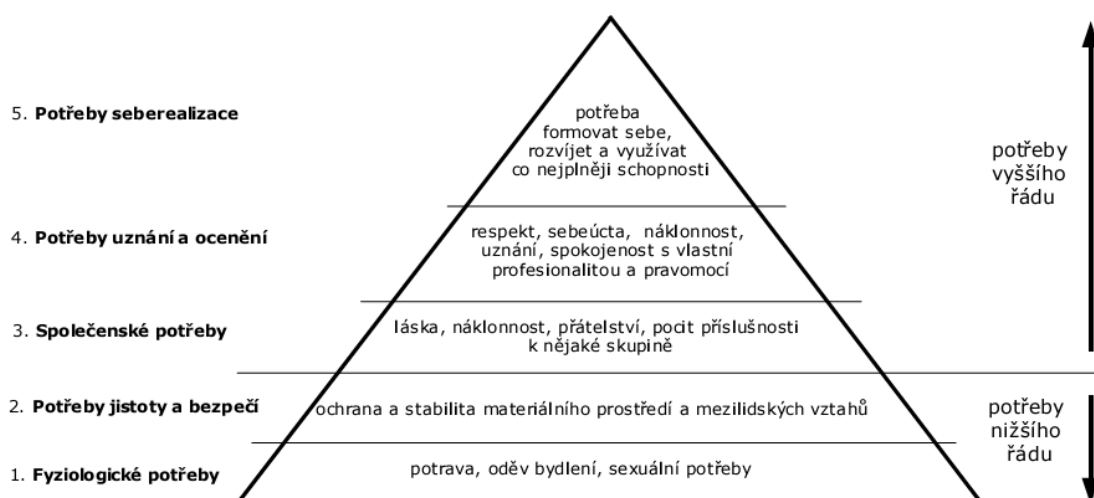 5. Potřeby seberealizace
potřeba
formovat sebe,
rozvíjet a využívat
co nejplněji schopnosti
potřeby
vyššího
řádu
4. Potřeby uznání a ocenění
respekt, sebeúcta, náklonnost,
uznání, spokojenost s vlastní
profesionalitou a pravomocí
3. Společenské potřeby
láska, náklonnost, přátelství, pocit příslušnosti
k nějaké skupině
2. Potřeby jistoty a bezpečí
ochrana a stabilita materiálního prostředí a mezilidských vztahů
potřeby
nižšího
řádu
1. Fyziologické potřeby
potrava, oděv bydlení, sexuální potřeby